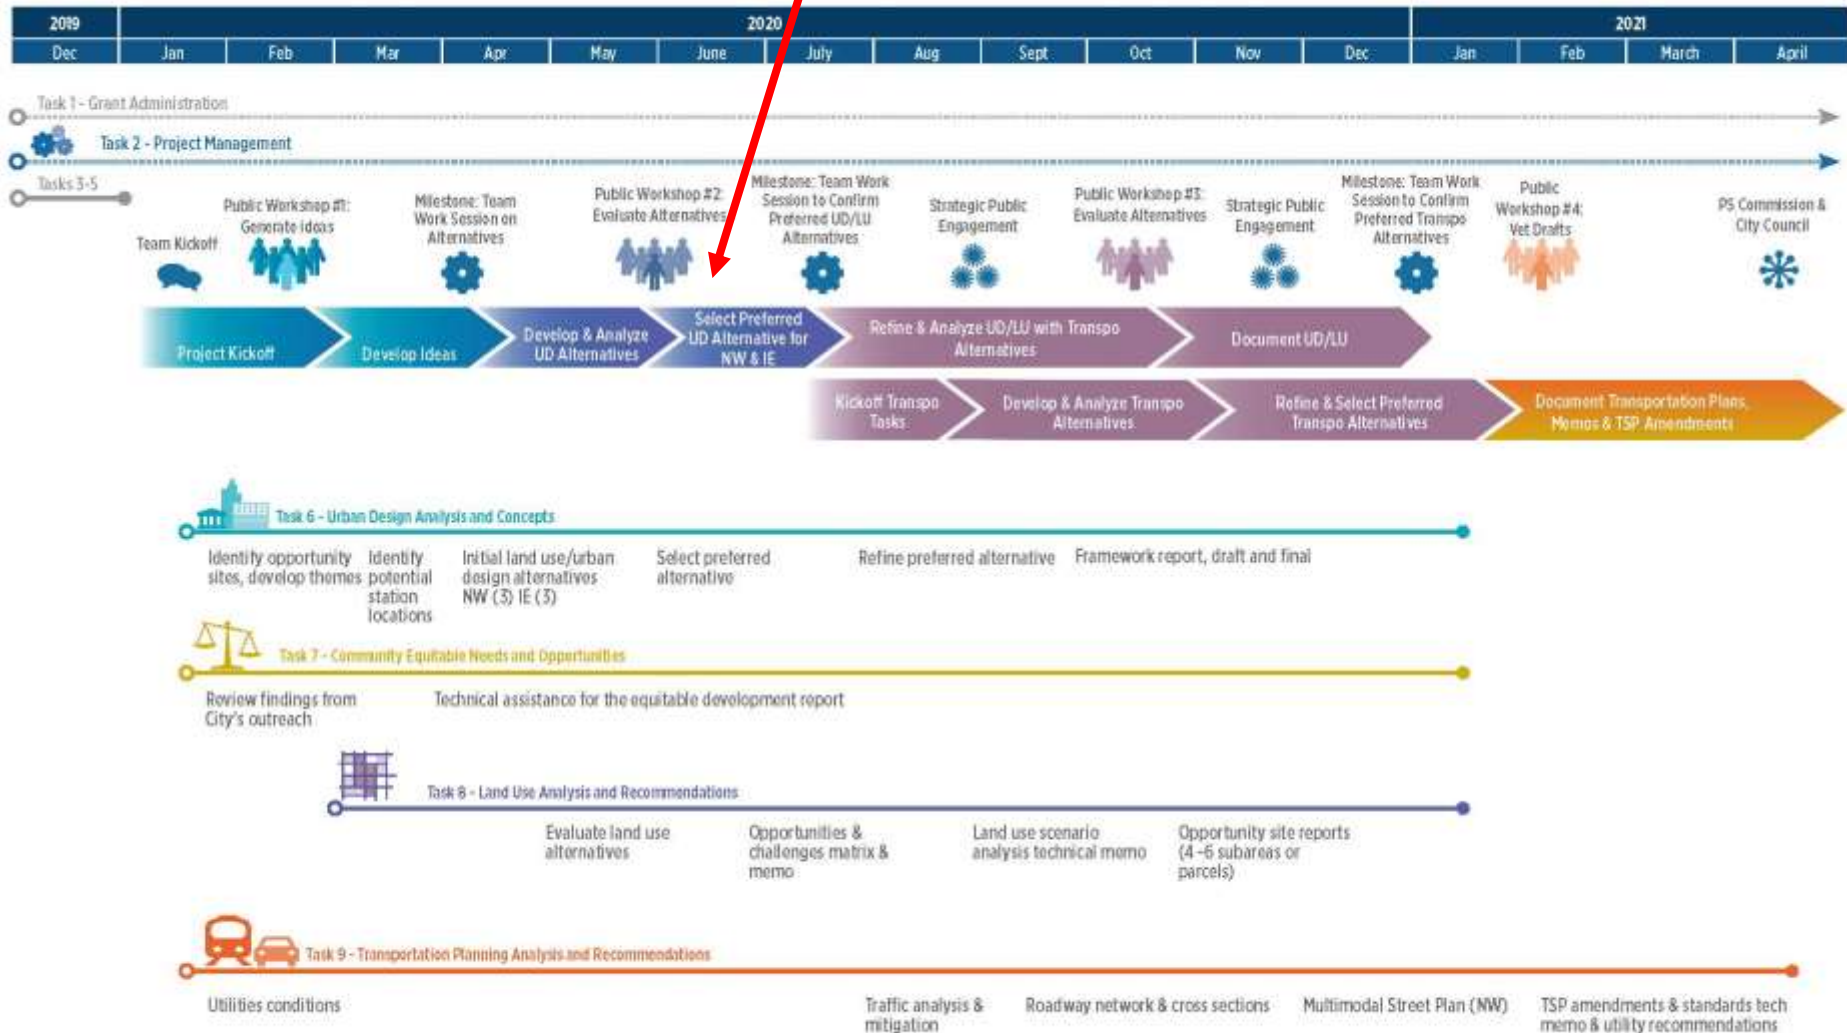 2019
2020
2021
Dec
Jan
Feb
Mar
Apr
May
June
July
Aug
Sept
Oct
Nov
Dec
Jan
Feb
March
April
Task 1 - Grant Administration
Task 2 - Project Management
Tasks 3-5
Team Kickoff
Public Workshop #1:
Generate Ideas
Milestone: Team
Work Session on
Alternatives
Public Workshop #2:
Evaluate Alternatives
Milestone: Team Work
Session to Confirm
Preferred UD/LU
Alternatives
Strategic Public
Engagement
Public Workshop #3:
Evaluate Alternatives
Strategic Public
Engagement
Milestone: Team Work
Session to Confirm
Preferred Transpo
Alternatives
Public
Workshop #4:
Vet Drafts
PS Commission &
City Council
Project Kickoff
Develop Ideas
Develop & Analyze
UD Alternatives
Select Preferred
UD Alternative for
NW & IE
Refine & Analyze UD/LU with Transpo
Alternatives
Document UD/LU
Kickoff Transpo
Tasks
Develop & Analyze Transpo
Alternatives
Refine & Select Preferred
Transpo Alternatives
Document Transportation Plans,
Memos & TSP Amendments
Task 6 - Urban Design Analysis and Concepts
Identify opportunity
sites, develop themes
Identify
potential
station
locations
Initial land use/urban
design alternatives
NW (3) IE (3)
Select preferred
alternative
Refine preferred alternative
Framework report, draft and final
Task 7 - Community Equitable Needs and Opportunities
Review findings from
City's outreach
Technical assistance for the equitable development report
Task 8 - Land Use Analysis and Recommendations
Evaluate land use
alternatives
Opportunities &
challenges matrix &
memo
Land use scenario
analysis technical memo
Opportunity site reports
(4-6 subareas or
parcels)
Task 9 - Transportation Planning Analysis and Recommendations
Utilities conditions
Traffic analysis &
mitigation
Roadway network & cross sections
Multimodal Street Plan (NW)
TSP amendments & standards tech
memo & utility recommendations